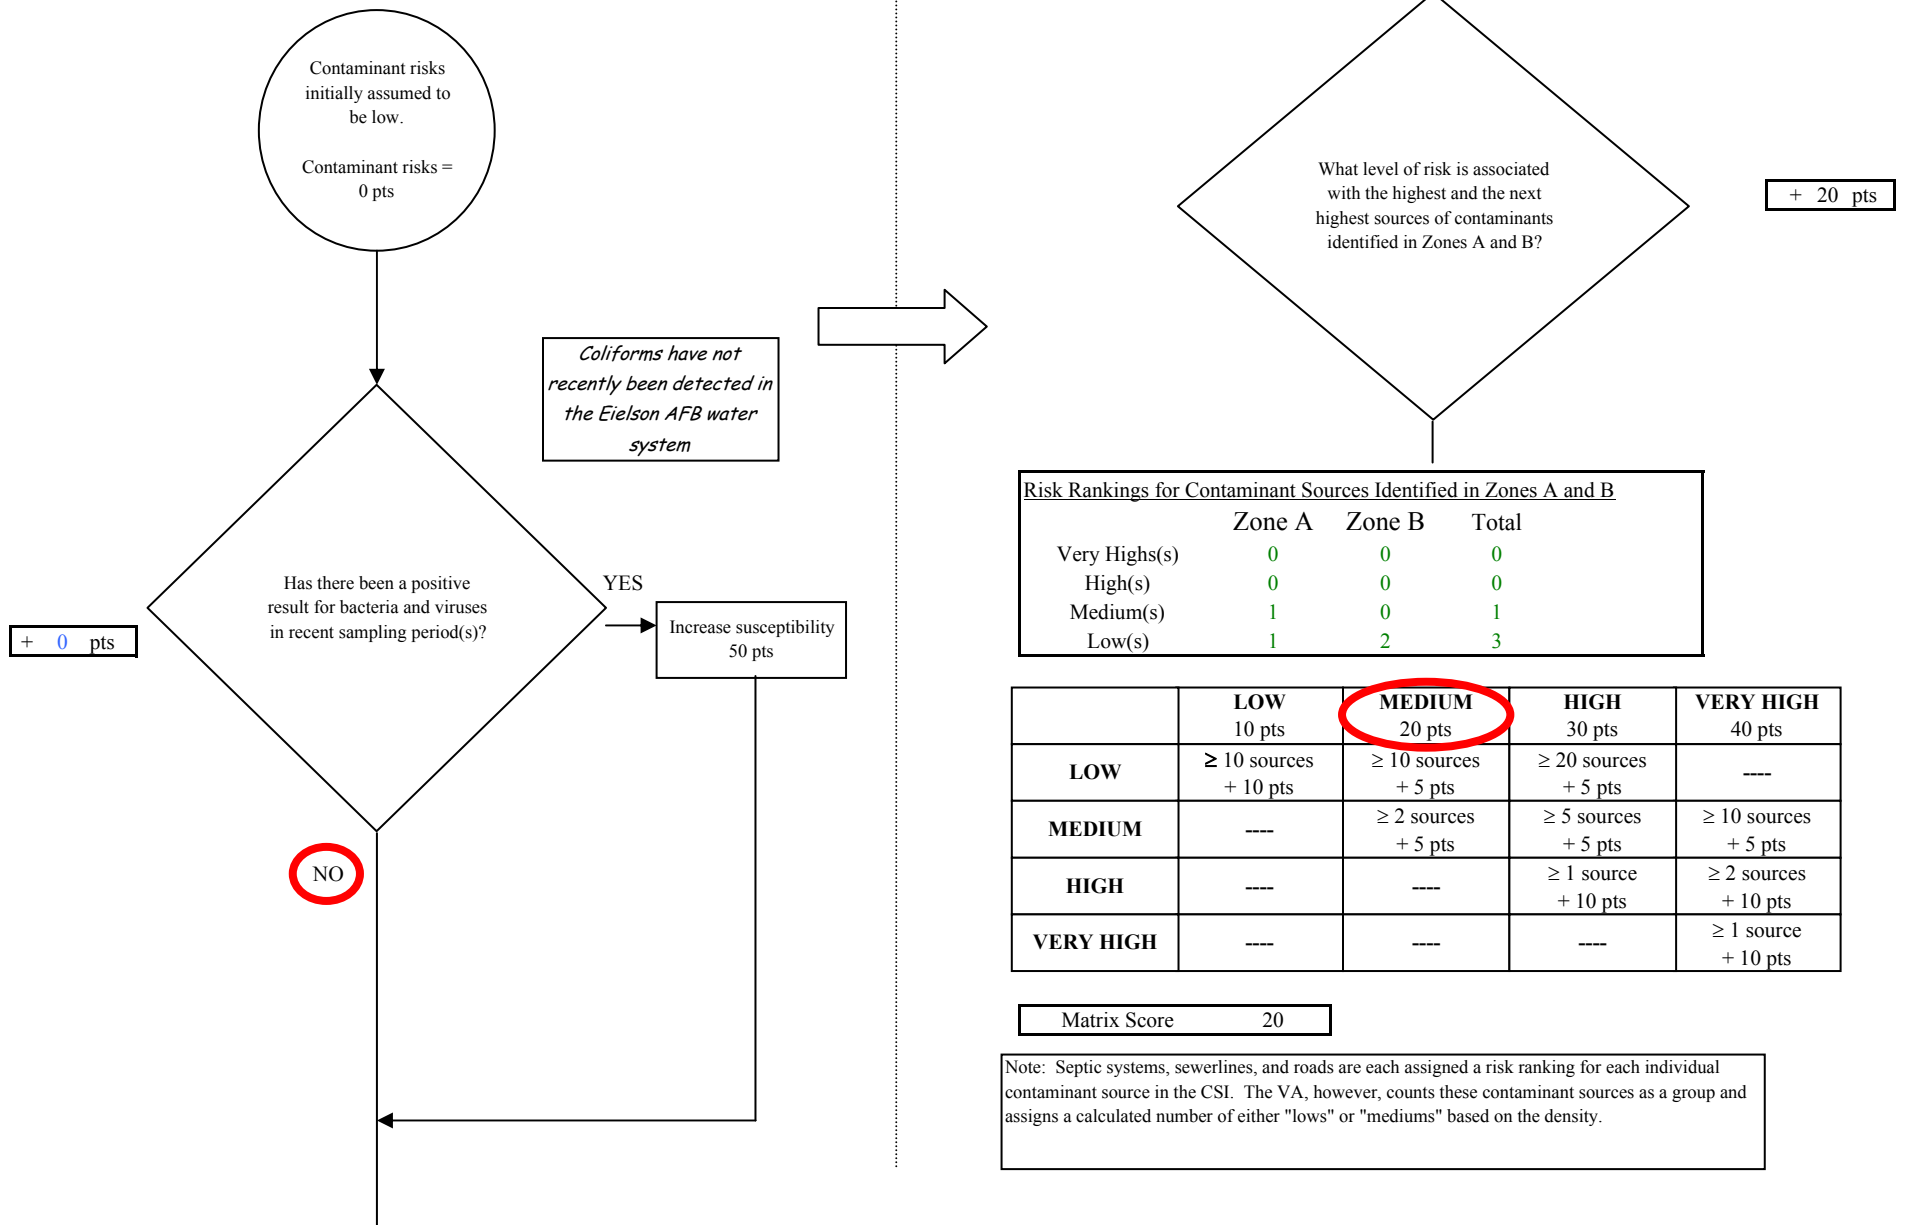 Contaminant risks
initially assumed to
be low.
Contaminant risks =
0 pts
Coliforms have not
recently been detected in
the Eielson AFB water
system
Has there been a positive
result for bacteria and viruses
in recent sampling period(s)?
+ 0 pts
YES
Increase susceptibility
50 pts
NO
What level of risk is associated
with the highest and the next
highest sources of contaminants
identified in Zones A and B?
+ 20 pts
Risk Rankings for Contaminant Sources Identified in Zones A and B
Zone A Zone B Total
Very Highs(s) 0 0 0
High(s) 0 0 0
Medium(s) 1 0 1
Low(s) 1 2 3
LOW MEDIUM HIGH VERY HIGH
10 pts 20 pts 30 pts 40 pts
LOW ≥ 10 sources ≥ 10 sources ≥ 20 sources ----
+ 10 pts + 5 pts + 5 pts
MEDIUM ---- ≥ 2 sources ≥ 5 sources ≥ 10 sources
+ 5 pts + 5 pts + 5 pts
HIGH ---- ---- ≥ 1 source ≥ 2 sources
+ 10 pts + 10 pts
VERY HIGH ---- ---- ---- ≥ 1 source
+ 10 pts
Matrix Score 20
Note: Septic systems, sewerlines, and roads are each assigned a risk ranking for each individual
contaminant source in the CSI. The VA, however, counts these contaminant sources as a group and
assigns a calculated number of either "lows" or "mediums" based on the density.